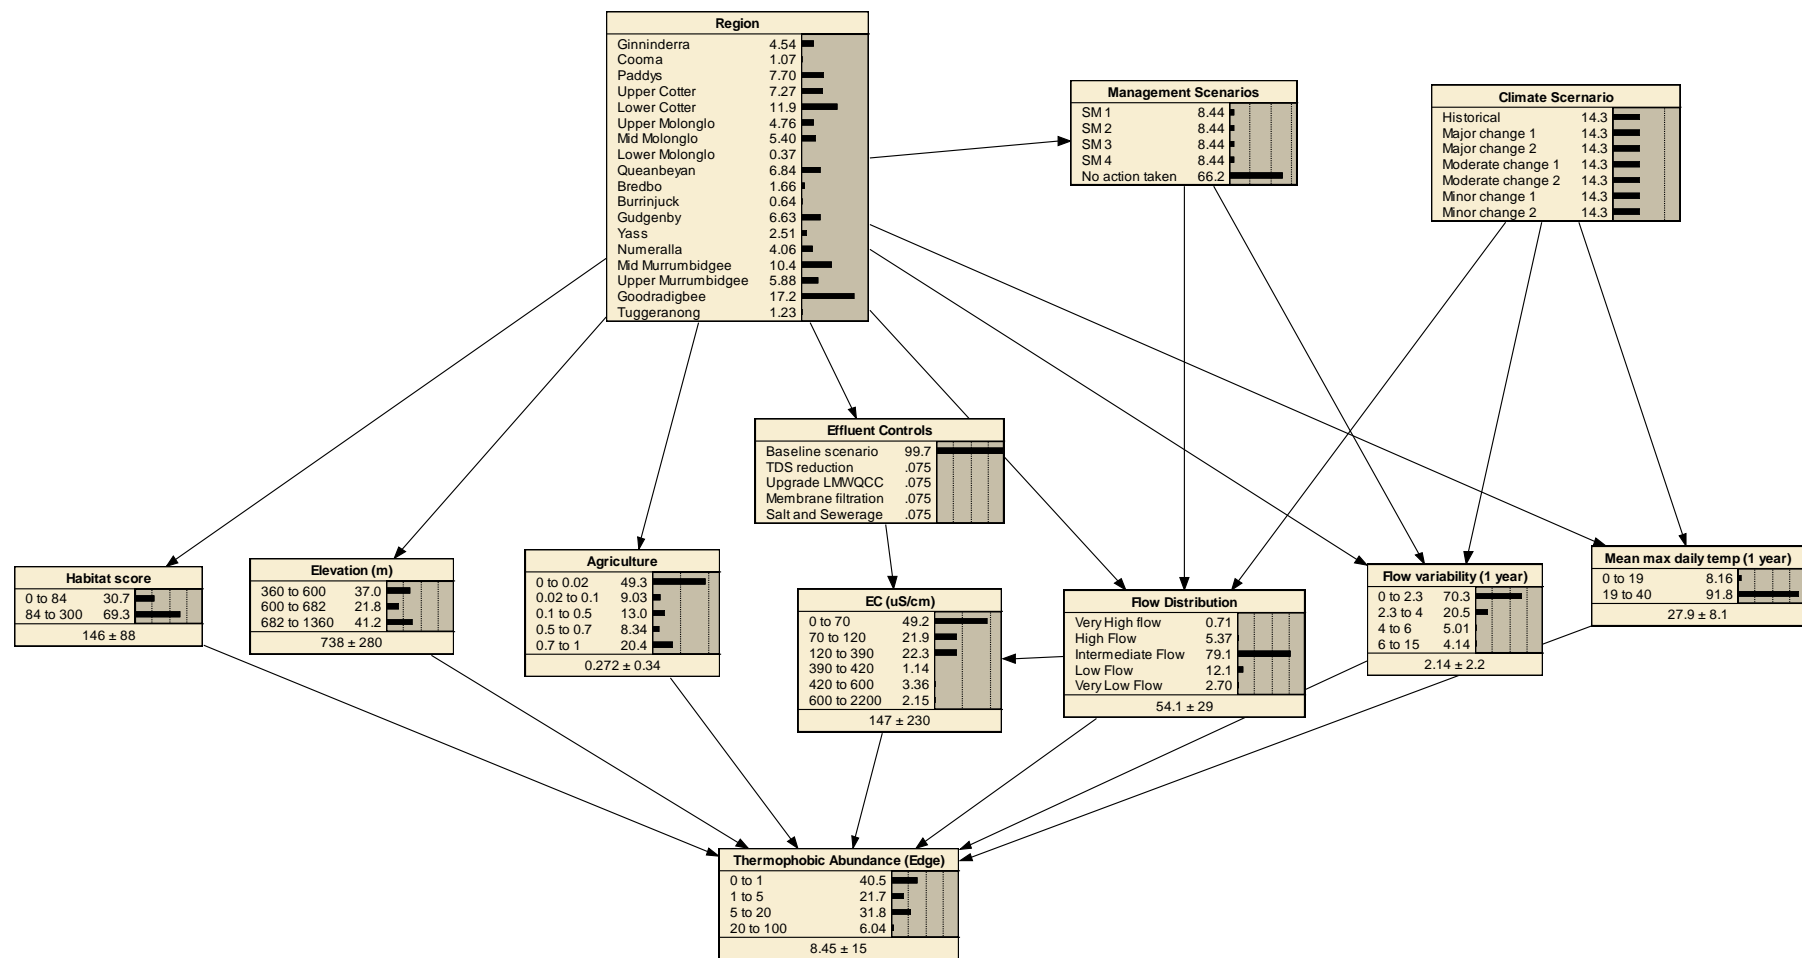 Region
Ginninderra 4.54
Cooma 1.07
Paddys 7.70
Upper Cotter 7.27
Lower Cotter 11.9
Upper Molonglo 4.76
Mid Molonglo 5.40
Lower Molonglo 0.37
Queanbeyan 6.84
Bredbo 1.66
Burrinjuck 0.64
Gudgenby 6.63
Yass 2.51
Numeralla 4.06
Mid Murrumbidgee 10.4
Upper Murrumbidgee 5.88
Goodradigbee 17.2
Tuggeranong 1.23
Management Scenarios
SM 1 8.44
SM 2 8.44
SM 3 8.44
SM 4 8.44
No action taken 66.2
Climate Scernario
Historical 14.3
Major change 1 14.3
Major change 2 14.3
Moderate change 1 14.3
Moderate change 2 14.3
Minor change 1 14.3
Minor change 2 14.3
Effluent Controls
Baseline scenario 99.7
TDS reduction .075
Upgrade LMWQCC .075
Membrane filtration .075
Salt and Sewerage .075
Habitat score
0 to 84 30.7
84 to 300 69.3
146 ± 88
Elevation (m)
360 to 600 37.0
600 to 682 21.8
682 to 1360 41.2
738 ± 280
Agriculture
0 to 0.02 49.3
0.02 to 0.1 9.03
0.1 to 0.5 13.0
0.5 to 0.7 8.34
0.7 to 1 20.4
0.272 ± 0.34
EC (uS/cm)
0 to 70 49.2
70 to 120 21.9
120 to 390 22.3
390 to 420 1.14
420 to 600 3.36
600 to 2200 2.15
147 ± 230
Flow Distribution
Very High flow 0.71
High Flow 5.37
Intermediate Flow 79.1
Low Flow 12.1
Very Low Flow 2.70
54.1 ± 29
Flow variability (1 year)
0 to 2.3 70.3
2.3 to 4 20.5
4 to 6 5.01
6 to 15 4.14
2.14 ± 2.2
Mean max daily temp (1 year)
0 to 19 8.16
19 to 40 91.8
27.9 ± 8.1
Thermophobic Abundance (Edge)
0 to 1 40.5
1 to 5 21.7
5 to 20 31.8
20 to 100 6.04
8.45 ± 15